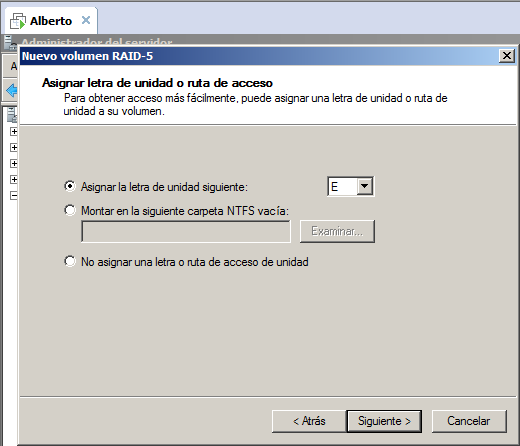 Alberto
Administrador del servidor
Nuevo volumen RAID-5
A
Asignar letra de unidad o ruta de acceso
Para obtener acceso más fácilmente, puede asignar una letra de unidad o ruta de
unidad a su volumen.
Asignar la letra de unidad siguiente:
E
Montar en la siguiente carpeta NTFS vacía:
Examinar...
No asignar una letra o ruta de acceso de unidad
< Atrás
Siguiente >
Cancelar